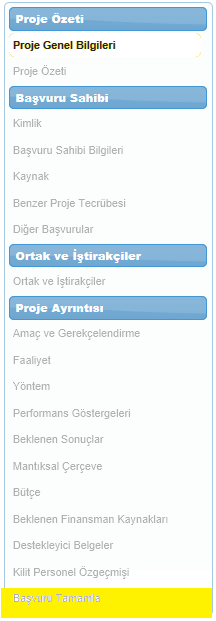 Proje Özeti
Proje Genel Bilgileri
Proje Özeti
Başvuru Sahibi
Kimlik
Başvuru Sahibi Bilgileri
Kaynak
Benzer Proje Tecrübesi
Diğer Başvurular
Ortak ve İştirakçiler
Ortak ve İştirakçiler
Proje Ayrıntısı
Amaç ve Gerekçelendirme
Faaliyet
Yöntem
Performans Göstergeleri
Beklenen Sonuçlar
Mantıksal Çerçeve
Bütçe
Beklenen Finansman Kaynakları
Destekleyici Belgeler
Kilit Personel Özgeçmişi
Başvuru Tamamla